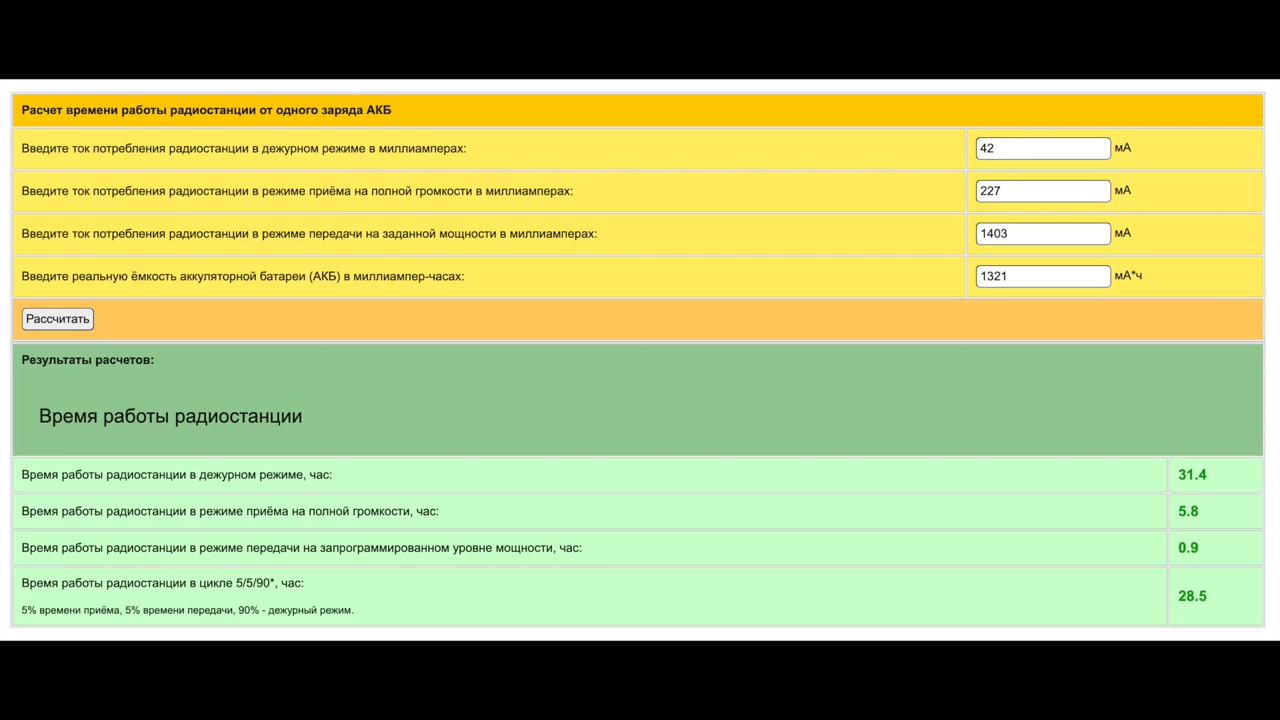 Расчет времени работы радиостанции от одного заряда АКБ
Введите ток потребления радиостанции в дежурном режиме в миллиамперах: 42 мА
Введите ток потребления радиостанции в режиме приёма на полной громкости в миллиамперах: 227 мА
Введите ток потребления радиостанции в режиме передачи на заданной мощности в миллиамперах: 1403 мА
Введите реальную ёмкость аккуляторной батареи (АКБ) в миллиампер-часах: 1321 мА*ч
Рассчитать
Результаты расчетов:
Время работы радиостанции
Время работы радиостанции в дежурном режиме, час: 31.4
Время работы радиостанции в режиме приёма на полной громкости, час: 5.8
Время работы радиостанции в режиме передачи на запрограммированном уровне мощности, час: 0.9
Время работы радиостанции в цикле 5/5/90*, час: 28.5
5% времени приёма, 5% времени передачи, 90% - дежурный режим.